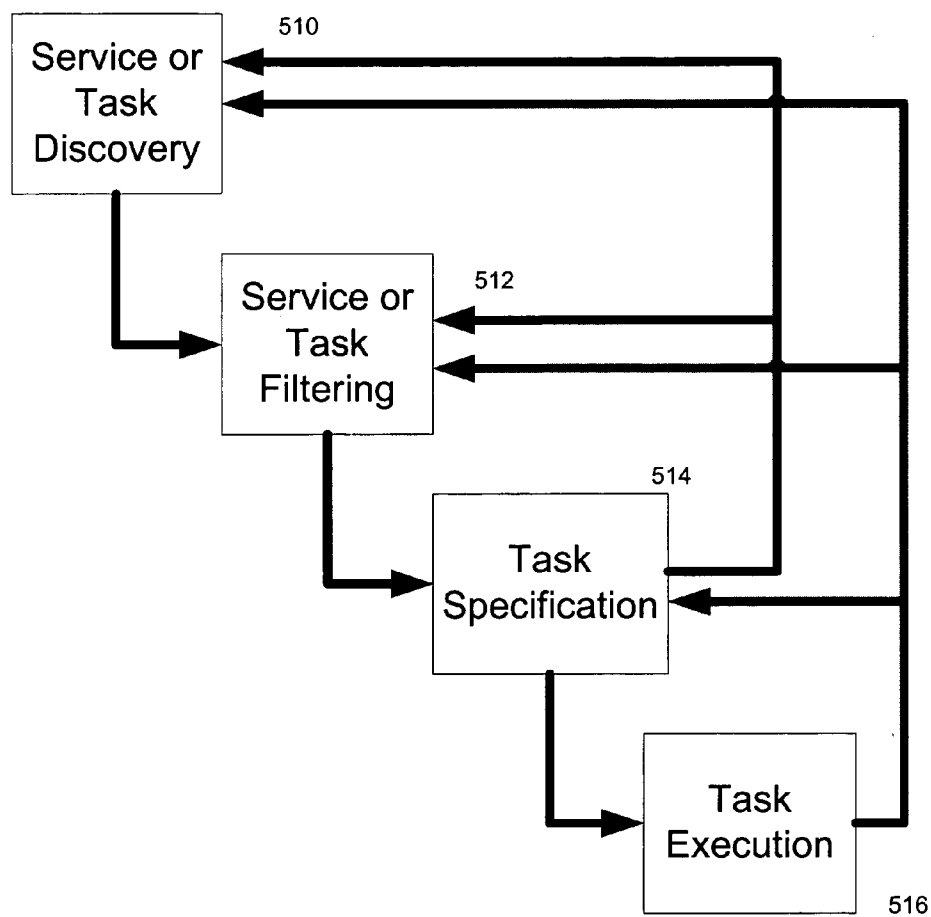 510
Service or
Task
Discovery
512
Service or
Task
Filtering
514
Task
Specification
Task
Execution
516